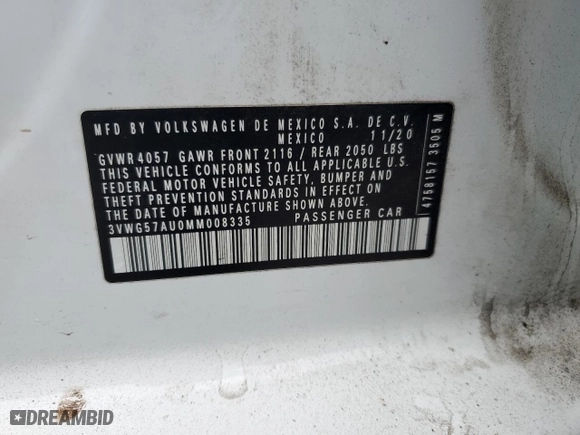 MFD BY VOLKSWAGEN DE MEXICO S.A. DE C.V.
MEXICO 11/20
GVWR 4057 GAWR FRONT 2116 / REAR 2050 LBS
THIS VEHICLE CONFORMS TO ALL APPLICABLE U.S.
FEDERAL MOTOR VEHICLE SAFETY, BUMPER AND
THEFT PREVENTION STANDARDS IN EFFECT ON
THE DATE OF MANUFACTURE SHOWN ABOVE.
3VWG57AU0MM008335 PASSENGER CAR
4758157 3505 M
DREAMBID